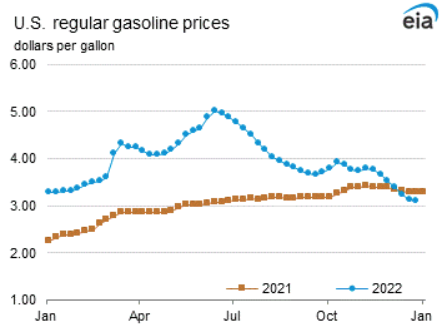 U.S. regular gasoline prices
dollars per gallon
eia
6.00
5.00
4.00
3.00
2.00
1.00
Jan Apr Jul Oct Jan
2021 2022